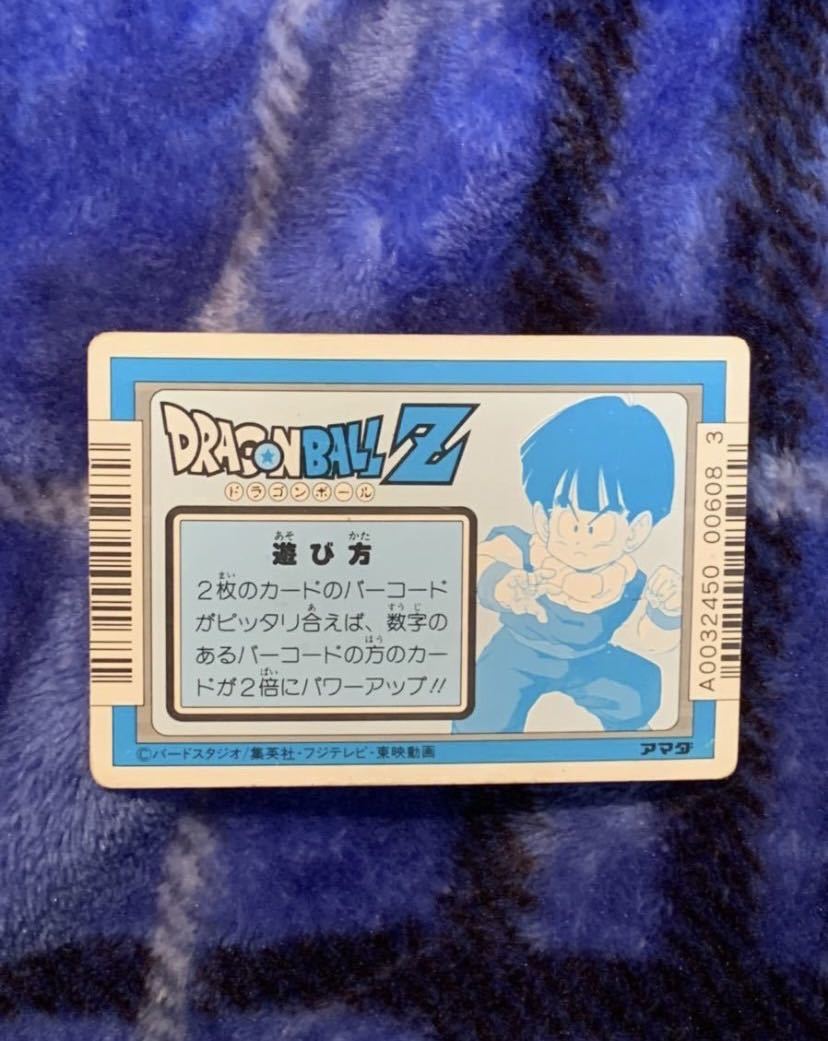 DRAGON BALL Z
ドラゴンボール
遊び方
2枚のカードのバーコード
がピッタリ合えば、数字の
あるバーコードの方のカー
ドが2倍にパワーアップ!!
©バードスタジオ/集英社・フジテレビ・東映動画
アマダ
A0032450 00608 3